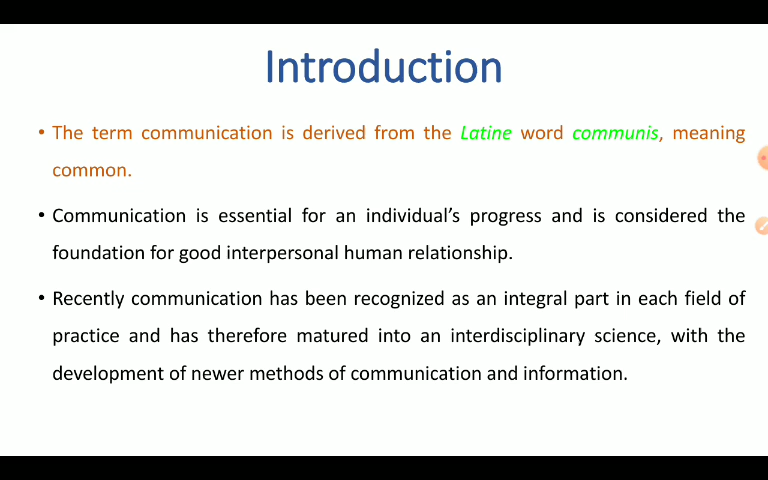 Introduction
• The term communication is derived from the Latine word communis, meaning
common.
• Communication is essential for an individual’s progress and is considered the
foundation for good interpersonal human relationship.
• Recently communication has been recognized as an integral part in each field of
practice and has therefore matured into an interdisciplinary science, with the
development of newer methods of communication and information.